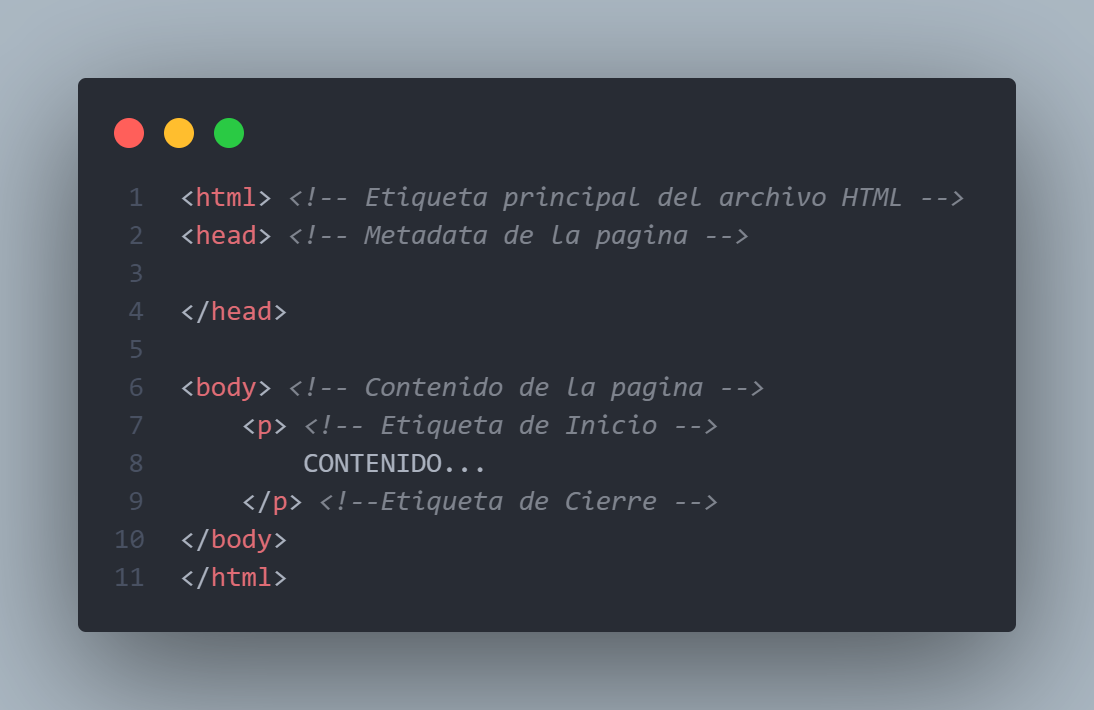 1 <html> <!-- Etiqueta principal del archivo HTML -->
2 <head> <!-- Metadata de la pagina -->
3
4 </head>
5
6 <body> <!-- Contenido de la pagina -->
7     <p> <!-- Etiqueta de Inicio -->
8         CONTENIDO...
9     </p> <!--Etiqueta de Cierre -->
10 </body>
11 </html>